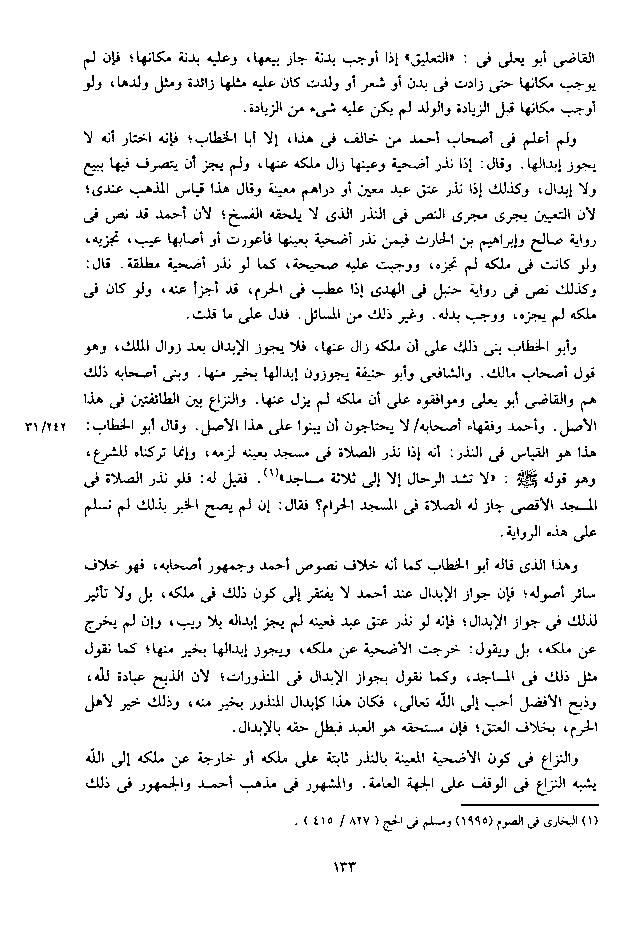 القاضى أبو يعلى فى : «التعليق» إذا أوجب بدنة جاز بيعها، وعليه بدنة مكانها؛ فإن لم
يوجب مكانها حتى زادت فى بدن أو شعر أو ولدت كان عليه مثلها زائدة ومثل ولدها، ولو
أوجب مكانها قبل الزيادة والولد لم يكن عليه شىء من الزيادة.
ولم أعلم فى أصحاب أحمد من خالف فى هذا، إلا أبا الخطاب؛ فإنه اختار أنه لا
يجوز إبدالها. وقال: إذا نذر أضحية وعينها زال ملكه عنها، ولم يجز أن يتصرف فيها ببيع
ولا إبدال، وكذلك إذا نذر عتق عبد معين أو دراهم معينة وقال هذا قياس المذهب عندى؛
لأن التعيين يجرى مجرى النص فى النذر الذى لا يلحقه الفسخ؛ لأن أحمد قد نص فى
رواية صالح وإبراهيم بن الحارث فيمن نذر أضحية بعينها فأعورت أو أصابها عيب، تجزيه،
ولو كانت فى ملكه لم تجزه، ووجبت عليه صحيحة، كما لو نذر أضحية مطلقة. قال:
وكذلك نص فى رواية حنبل فى الهدى إذا عطب فى الحرم، قد أجزأ عنه، ولو كان فى
ملكه لم يجزه، ووجب بدله. وغير ذلك من المسائل. فدل على ما قلت.
وأبو الخطاب بنى ذلك على أن ملكه زال عنها، فلا يجوز الإبدال بعد زوال الملك، وهو
قول أصحاب مالك. والشافعى وأبو حنيفة يجوزون إبدالها بخير منها. وبنى أصحابه ذلك
هم والقاضى أبو يعلى وموافقوه على أن ملكه لم يزل عنها. والنزاع بين الطائفتين فى هذا
الأصل. وأحمد وفقهاء أصحابه/ لا يحتاجون أن يبنوا على هذا الأصل. وقال أبو الخطاب: ٣١/٢٤٢
هذا هو القياس فى النذر: أنه إذا نذر الصلاة فى مسجد بعينه لزمه، وإنما تركناه للشرع،
وهو قوله ﷺ : «لا تشد الرحال إلا إلى ثلاثة مساجد»(١). فقيل له: فلو نذر الصلاة فى
المسجد الأقصى جاز له الصلاة فى المسجد الحرام؟ فقال: إن لم يصح الخبر بذلك لم نسلم
على هذه الرواية.
وهذا الذى قاله أبو الخطاب كما أنه خلاف نصوص أحمد وجمهور أصحابه، فهو خلاف
سائر أصوله؛ فإن جواز الإبدال عند أحمد لا يفتقر إلى كون ذلك فى ملكه، بل ولا تأثير
لذلك فى جواز الإبدال؛ فإنه لو نذر عتق عبد فعينه لم يجز إبداله بلا ريب، وإن لم يخرج
عن ملكه، بل ويقول: خرجت الأضحية عن ملكه، ويجوز إبدالها بخير منها؛ كما نقول
مثل ذلك فى المساجد، وكما نقول بجواز الإبدال فى المنذورات؛ لأن الذبح عبادة لله،
وذبح الأفضل أحب إلى الله تعالى، فكان هذا كإبدال المنذور بخير منه، وذلك خير لأهل
الحرم، بخلاف العتق؛ فإن مستحقه هو العبد فبطل حقه بالإبدال.
والنزاع فى كون الأضحية المعينة بالنذر ثابتة على ملكه أو خارجة عن ملكه إلى الله
يشبه النزاع فى الوقف على الجهة العامة. والمشهور فى مذهب أحمد والجمهور فى ذلك
(١) البخارى فى الصوم (١٩٩٥) ومسلم فى الحج (٨٢٧ / ٤١٥) .
١٣٣